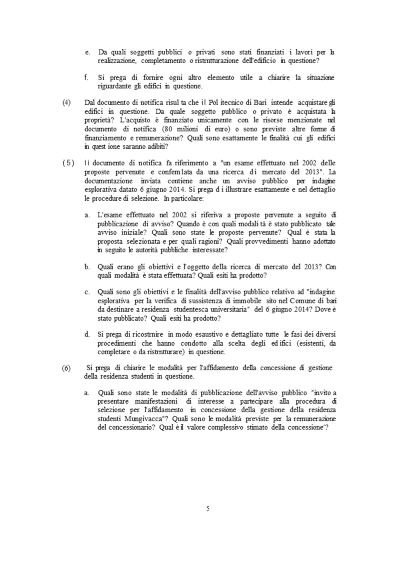 e. Da quali soggetti pubblici o privati sono stati finanziati i lavori per la
realizzazione, completamento o ristrutturazione dell'edificio in questione?
f. Si prega di fornire ogni altro elemento utile a chiarire la situazione
riguardante gli edifici in questione.
(4) Dal documento di notifica risulta che il Politecnico di Bari intende acquistare gli
edifici in questione. Da quale soggetto pubblico o privato è acquistata la
proprietà? L'acquisto è finanziato unicamente con le risorse menzionate nel
documento di notifica (80 milioni di euro) o sono previste altre forme di
finanziamento e remunerazione? Quali sono esattamente le finalità cui gli edifici
in questione saranno adibiti?
(5) Il documento di notifica fa riferimento a "un esame effettuato nel 2002 delle
proposte pervenute e confermata da una ricerca di mercato del 2013". La
documentazione inviata contiene anche un avviso pubblico per indagine
esplorativa datato 6 giugno 2014. Si prega di illustrare esattamente e nel dettaglio
le procedure di selezione. In particolare:
a. L'esame effettuato nel 2002 si riferiva a proposte pervenute a seguito di
pubblicazione di avviso? Quando è con quali modalità è stato pubblicato tale
avviso iniziale? Quali sono state le proposte pervenute? Qual è stata la
proposta selezionata e per quali ragioni? Quali provvedimenti hanno adottato
in seguito le autorità pubbliche interessate?
b. Quali erano gli obiettivi e l'oggetto della ricerca di mercato del 2013? Con
quali modalità è stata effettuata? Quali esiti ha prodotto?
c. Quali sono gli obiettivi e le finalità dell'avviso pubblico relativo ad "indagine
esplorativa per la verifica di sussistenza di immobile sito nel Comune di bari
da destinare a residenza studentesca universitaria" del 6 giugno 2014? Dove è
stato pubblicato? Quali esiti ha prodotto?
d. Si prega di ricostruire in modo esaustivo e dettagliato tutte le fasi dei diversi
procedimenti che hanno condotto alla scelta degli edifici (esistenti, da
completare o da ristrutturare) in questione.
(6) Si prega di chiarire le modalità per l'affidamento della concessione di gestione
della residenza studenti in questione.
a. Quali sono state le modalità di pubblicazione dell'avviso pubblico "invito a
presentare manifestazioni di interesse a partecipare alla procedura di
selezione per l'affidamento in concessione della gestione della residenza
studenti Mungivacca"? Quali sono le modalità previste per la remunerazione
del concessionario? Qual è il valore complessivo stimato della concessione"?
5